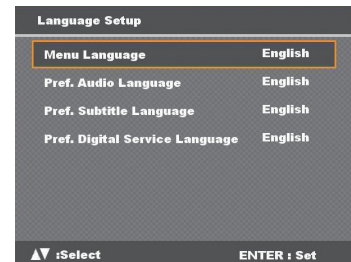 Language Setup
Menu Language English
Pref. Audio Language English
Pref. Subtitle Language English
Pref. Digital Service Language English
▲▼ :Select ENTER : Set